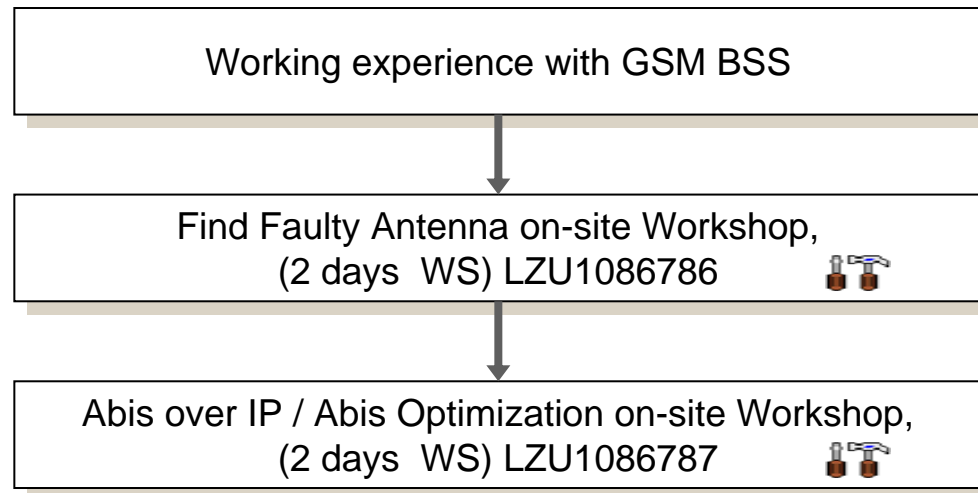 Working experience with GSM BSS
Find Faulty Antenna on-site Workshop,
(2 days  WS) LZU1086786
Abis over IP / Abis Optimization on-site Workshop,
(2 days  WS) LZU1086787